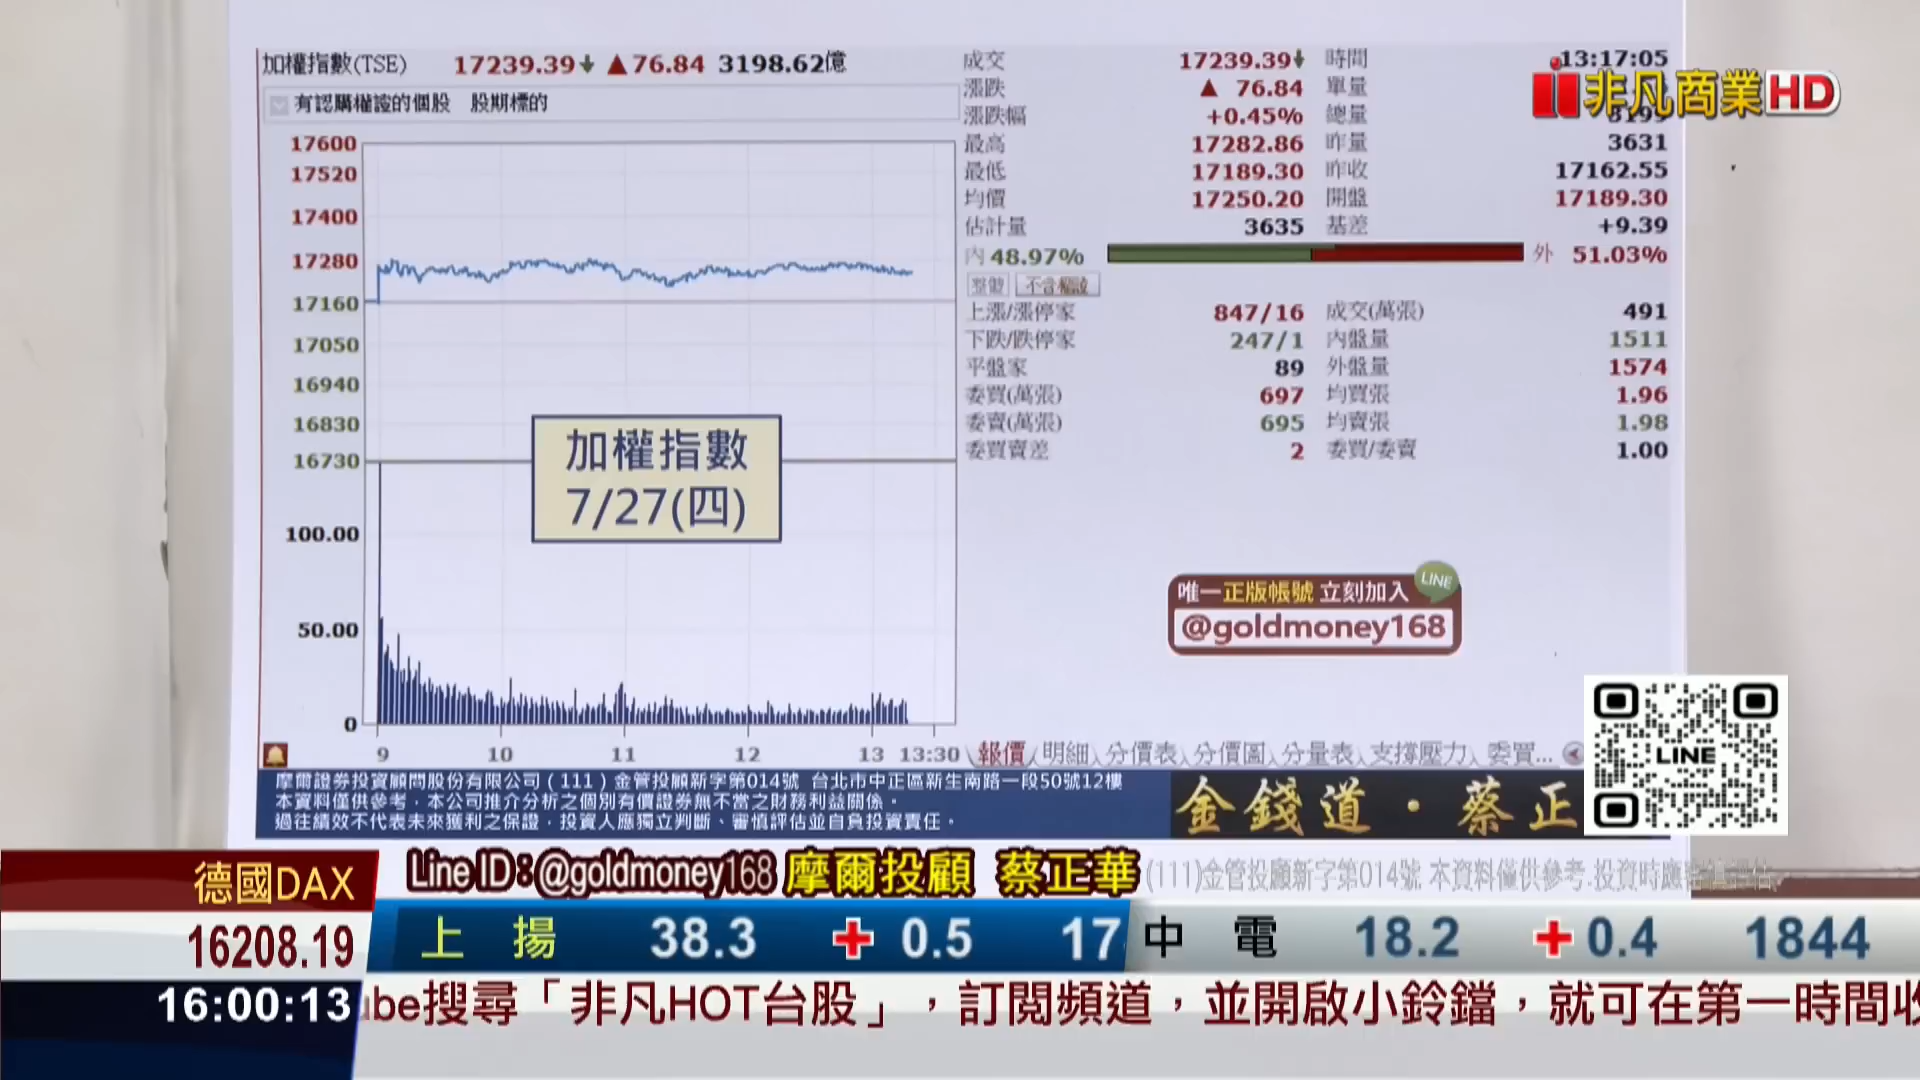 加權指數(TSE) 17239.39↓ ▲76.84 3198.62億
有認購權證的個股 股期標的
17600
17520
17400
17280
17160
17050
16940
16830
16730
100.00
50.00
0
9 10 11 12 13 13:30
加權指數
7/27(四)
成交 17239.39↓ 時間 13:17:05
漲跌 ▲ 76.84 單量
漲跌幅 +0.45% 總量 3199
最高 17282.86 昨量 3631
最低 17189.30 昨收 17162.55
均價 17250.20 開盤 17189.30
估計量 3635 基差 +9.39
內 48.97% 外 51.03%
整體 不含權證
上漲/漲停家 847/16 成交(萬張) 491
下跌/跌停家 247/1 內盤量 1511
平盤家 89 外盤量 1574
委買(萬張) 697 均買張 1.96
委賣(萬張) 695 均賣張 1.98
委買賣差 2 委買/委賣 1.00
非凡商業HD
唯一正版帳號 立刻加入 LINE
@goldmoney168
報價 明細 分價表 分價圖 分量表 支撐壓力 委買...
LINE
摩爾證券投資顧問股份有限公司(111)金管投顧新字第014號 台北市中正區新生南路一段50號12樓
本資料僅供參考,本公司推介分析之個別有價證券無不當之財務利益關係。
過往績效不代表未來獲利之保證,投資人應獨立判斷、審慎評估並自負投資責任。
金錢道·蔡正
Line ID:@goldmoney168 摩爾投顧 蔡正華 (111)金管投顧新字第014號 本資料僅供參考.投資時應
德國DAX
16208.19
16:00:13
上揚 38.3 + 0.5 17
中電 18.2 + 0.4 1844
ube搜尋「非凡HOT台股」,訂閱頻道,並開啟小鈴鐺,就可在第一時間收